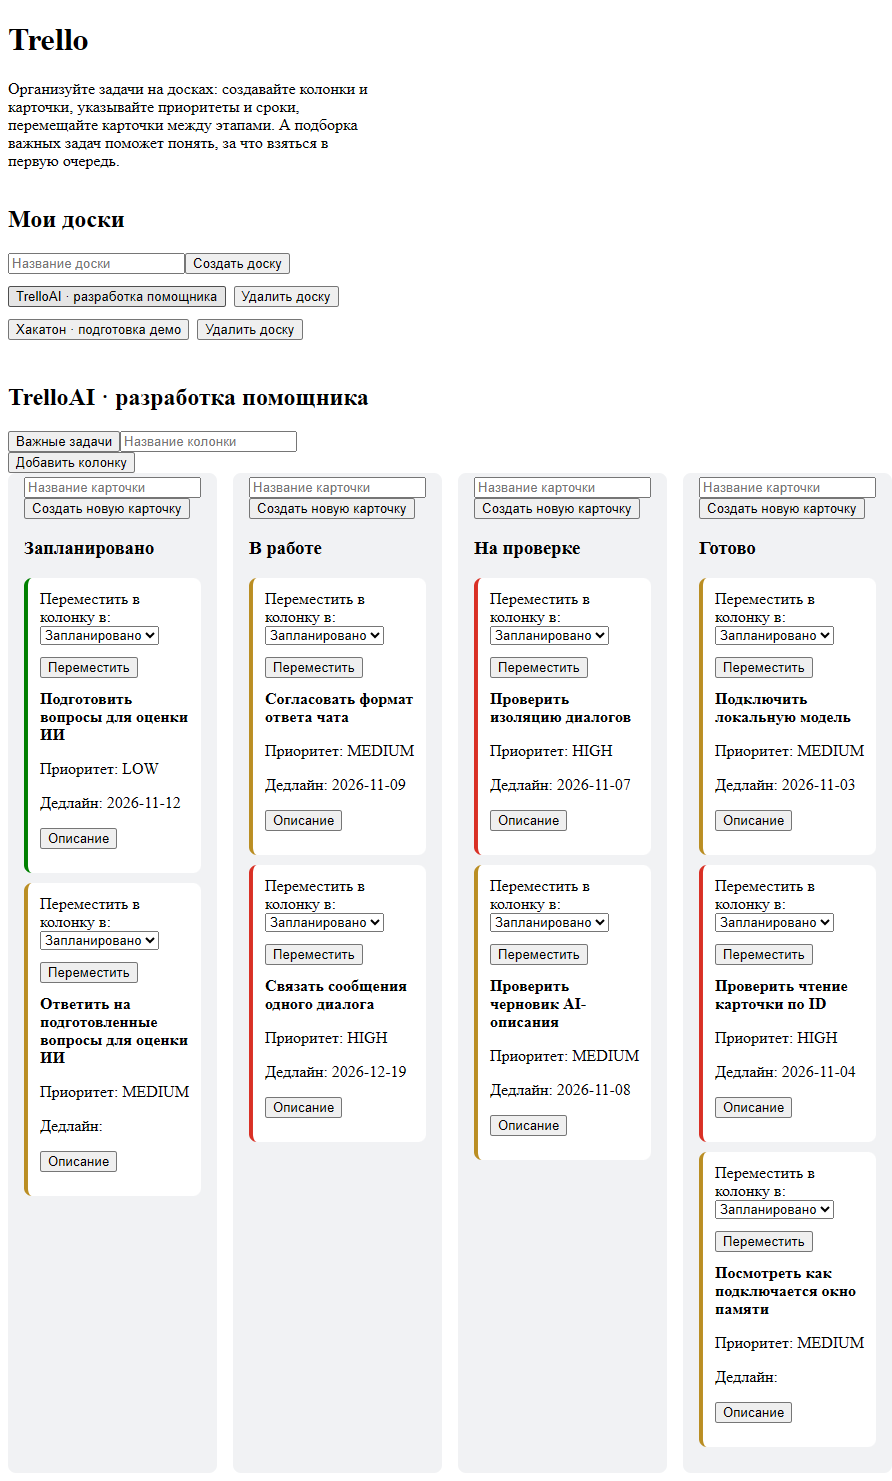 Trello
Организуйте задачи на досках: создавайте колонки и
карточки, указывайте приоритеты и сроки,
перемещайте карточки между этапами. А подборка
важных задач поможет понять, за что взяться в
первую очередь.
Мои доски
Название доски Создать доску
TrelloAI · разработка помощника Удалить доску
Хакатон · подготовка демо Удалить доску
TrelloAI · разработка помощника
Важные задачи Название колонки
Добавить колонку
Название карточки
Создать новую карточку
Запланировано
Переместить в
колонку в:
Запланировано
Переместить
Подготовить
вопросы для оценки
ИИ
Приоритет: LOW
Дедлайн: 2026-11-12
Описание
Переместить в
колонку в:
Запланировано
Переместить
Ответить на
подготовленные
вопросы для оценки
ИИ
Приоритет: MEDIUM
Дедлайн:
Описание
Название карточки
Создать новую карточку
В работе
Переместить в
колонку в:
Запланировано
Переместить
Согласовать формат
ответа чата
Приоритет: MEDIUM
Дедлайн: 2026-11-09
Описание
Переместить в
колонку в:
Запланировано
Переместить
Связать сообщения
одного диалога
Приоритет: HIGH
Дедлайн: 2026-12-19
Описание
Название карточки
Создать новую карточку
На проверке
Переместить в
колонку в:
Запланировано
Переместить
Проверить
изоляцию диалогов
Приоритет: HIGH
Дедлайн: 2026-11-07
Описание
Переместить в
колонку в:
Запланировано
Переместить
Проверить
черновик AI-
описания
Приоритет: MEDIUM
Дедлайн: 2026-11-08
Описание
Название карточки
Создать новую карточку
Готово
Переместить в
колонку в:
Запланировано
Переместить
Подключить
локальную модель
Приоритет: MEDIUM
Дедлайн: 2026-11-03
Описание
Переместить в
колонку в:
Запланировано
Переместить
Проверить чтение
карточки по ID
Приоритет: HIGH
Дедлайн: 2026-11-04
Описание
Переместить в
колонку в:
Запланировано
Переместить
Посмотреть как
подключается окно
памяти
Приоритет: MEDIUM
Дедлайн:
Описание